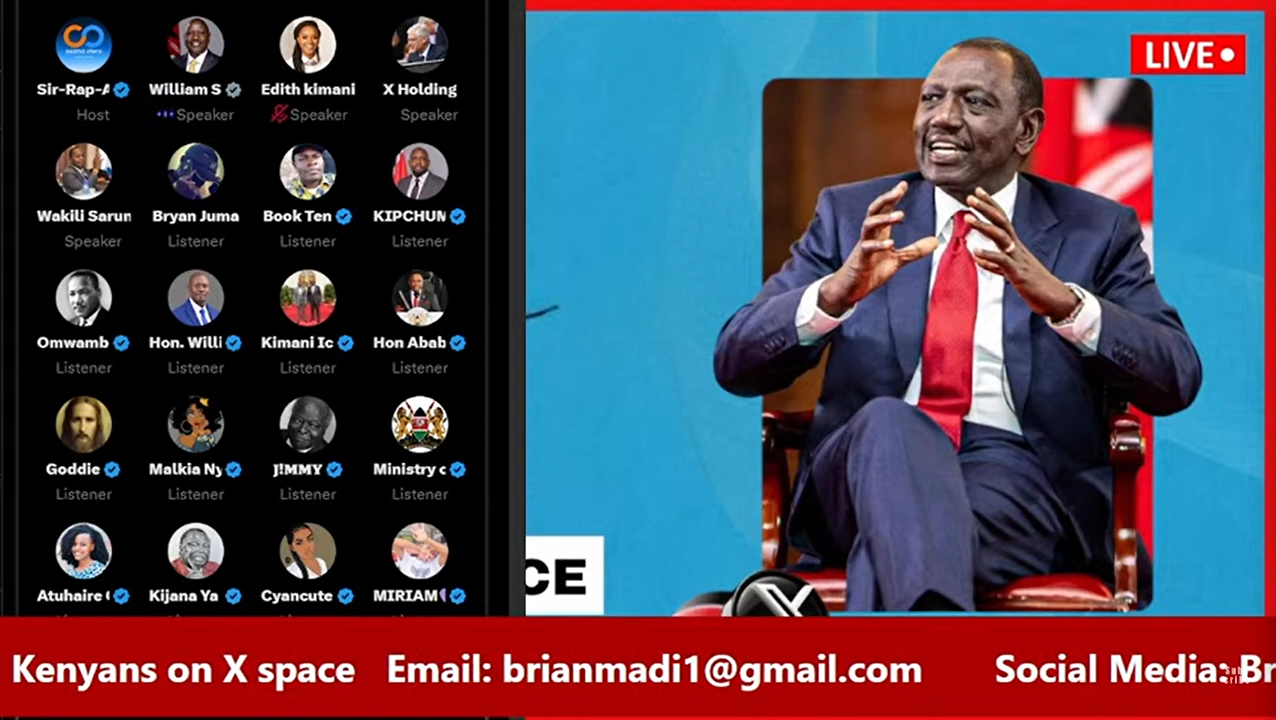 Sir-Rap-A
William S
Edith kimani
X Holding
Host
Speaker
Speaker
Speaker
Wakili Sarun
Bryan Juma
Book Ten
KIPCHUM
Speaker
Listener
Listener
Listener
Omwamb
Hon. Willi
Kimani Ic
Hon Abab
Listener
Listener
Listener
Listener
Goddie
Malkia Ny
J!MMY
Ministry o
Listener
Listener
Listener
Listener
Atuhaire
Kijana Ya
Cyancute
MIRIAM
LIVE
CE
X
Kenyans on X space Email: brianmadi1@gmail.com Social Media: Br